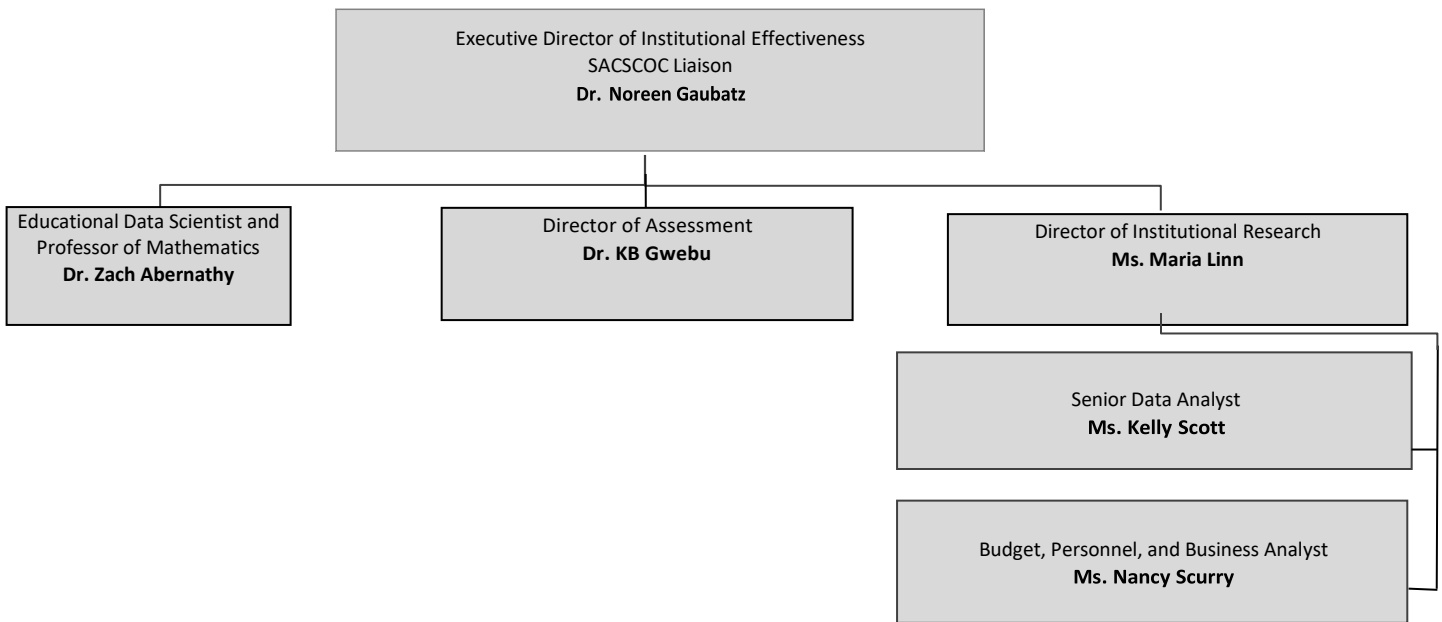 Executive Director of Institutional Effectiveness
SACSCOC Liaison
Dr. Noreen Gaubatz
Educational Data Scientist and
Professor of Mathematics
Dr. Zach Abernathy
Director of Assessment
Dr. KB Gwebu
Director of Institutional Research
Ms. Maria Linn
Senior Data Analyst
Ms. Kelly Scott
Budget, Personnel, and Business Analyst
Ms. Nancy Scurry